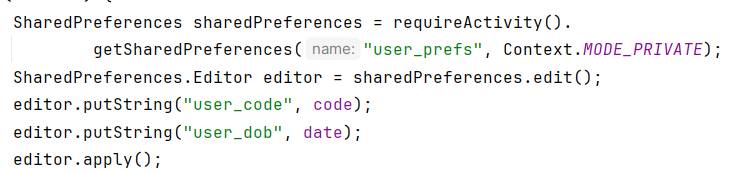 SharedPreferences sharedPreferences = requireActivity().
getSharedPreferences( name: "user_prefs", Context.MODE_PRIVATE);
SharedPreferences.Editor editor = sharedPreferences.edit();
editor.putString("user_code", code);
editor.putString("user_dob", date);
editor.apply();